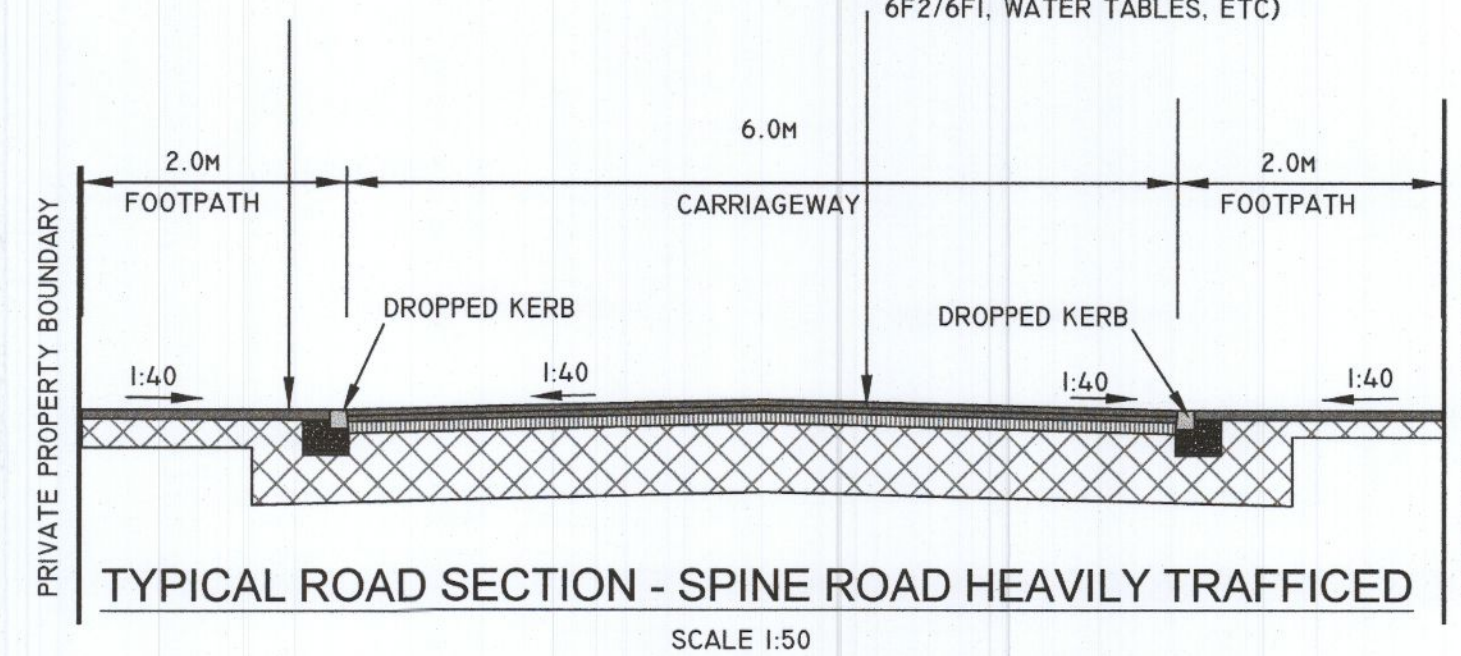 6F2/6F1, WATER TABLES, ETC)
6.0M
2.0M
2.0M
FOOTPATH
CARRIAGEWAY
FOOTPATH
PRIVATE PROPERTY BOUNDARY
DROPPED KERB
DROPPED KERB
1:40
1:40
1:40
1:40
TYPICAL ROAD SECTION - SPINE ROAD HEAVILY TRAFFICED
SCALE 1:50